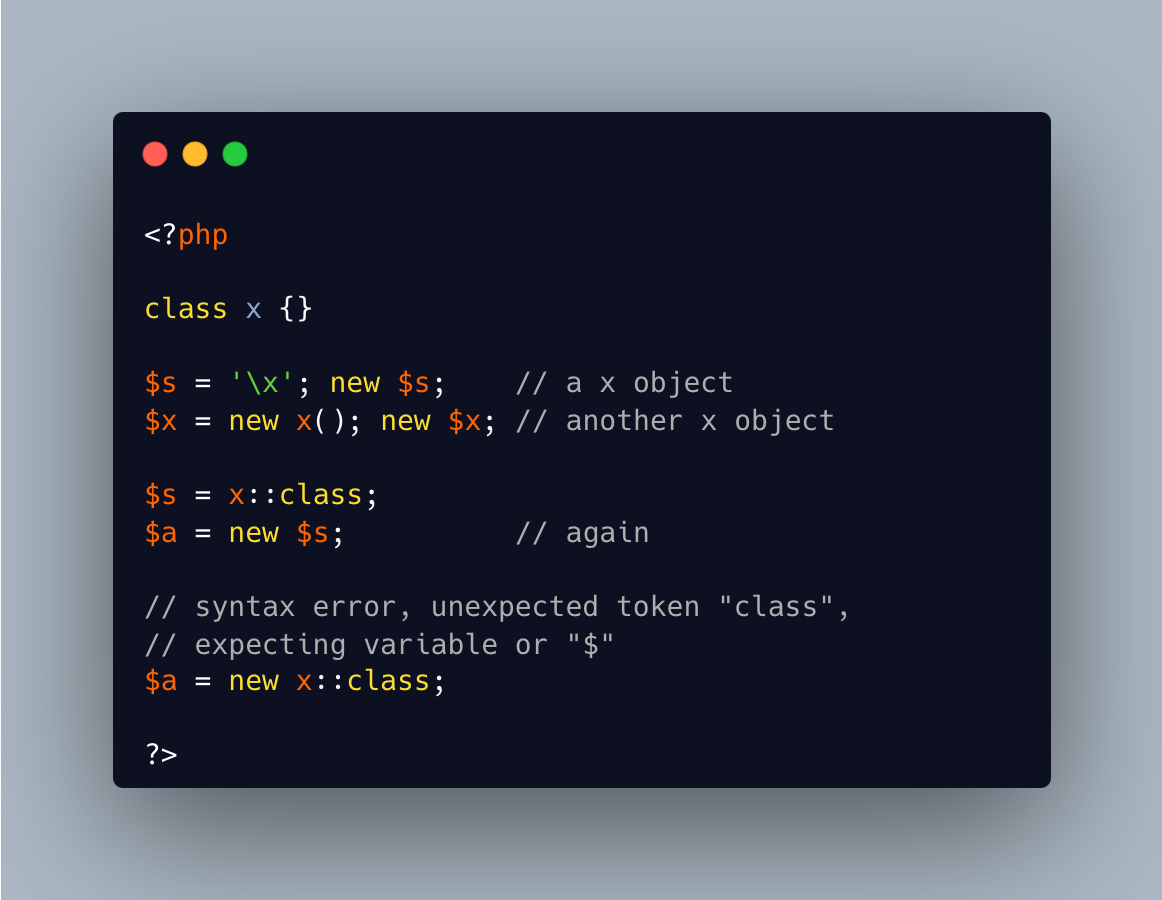 <?php
class x {}
$s = '\x'; new $s;    // a x object
$x = new x(); new $x; // another x object
$s = x::class;
$a = new $s;          // again
// syntax error, unexpected token "class",
// expecting variable or "$"
$a = new x::class;
?>